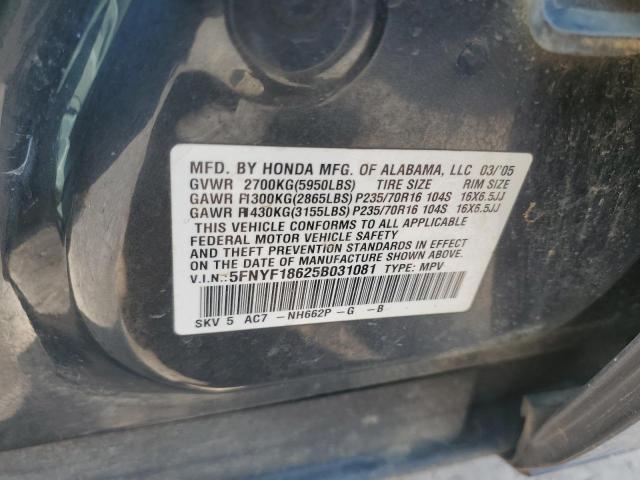 MFD. BY HONDA MFG. OF ALABAMA, LLC 03/'05
GVWR 2700KG(5950LBS) TIRE SIZE RIM SIZE
GAWR F1300KG(2865LBS) P235/70R16 104S 16X6.5JJ
GAWR R1430KG(3155LBS) P235/70R16 104S 16X6.5JJ
THIS VEHICLE CONFORMS TO ALL APPLICABLE
FEDERAL MOTOR VEHICLE SAFETY
AND THEFT PREVENTION STANDARDS IN EFFECT
ON THE DATE OF MANUFACTURE SHOWN ABOVE.
V.I.N.: 5FNYF18625B031081 TYPE: MPV
SKV 5 AC7 -NH662P -G -B